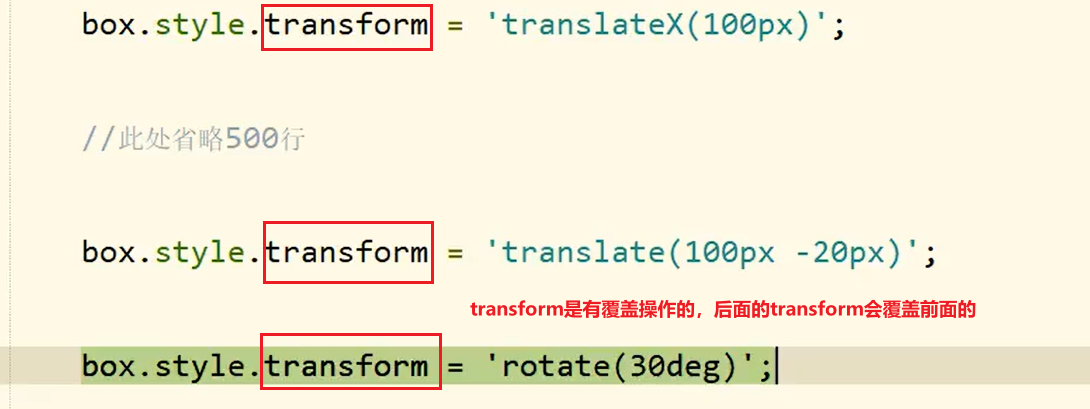 box.style.transform = 'translateX(100px)';
//此处省略500行
box.style.transform = 'translate(100px -20px)';
transform是有覆盖操作的，后面的transform会覆盖前面的
box.style.transform = 'rotate(30deg)';